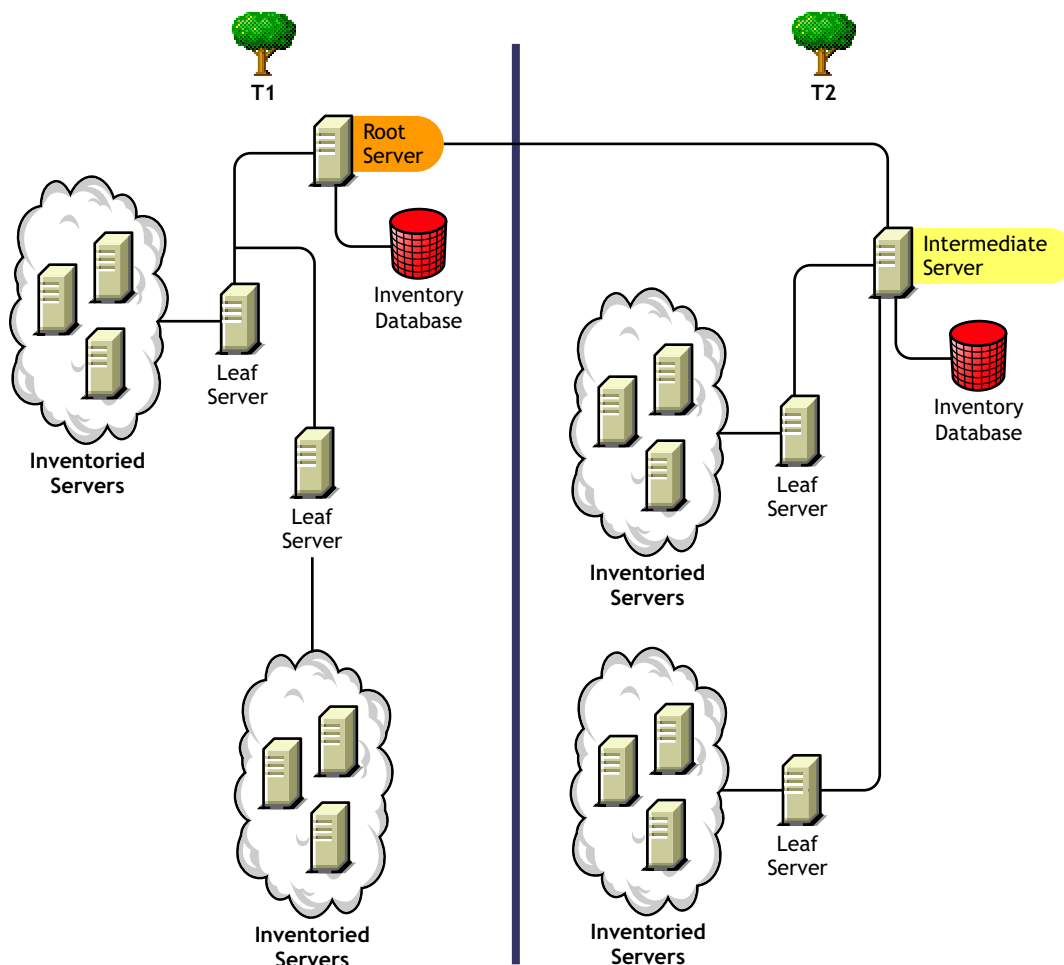 T1
T2
Root
Server
Intermediate
Server
Inventory
Database
Leaf
Server
Inventoried
Servers
Leaf
Server
Inventory
Database
Leaf
Server
Inventoried
Servers
Leaf
Server
Inventoried
Servers
Inventoried
Servers